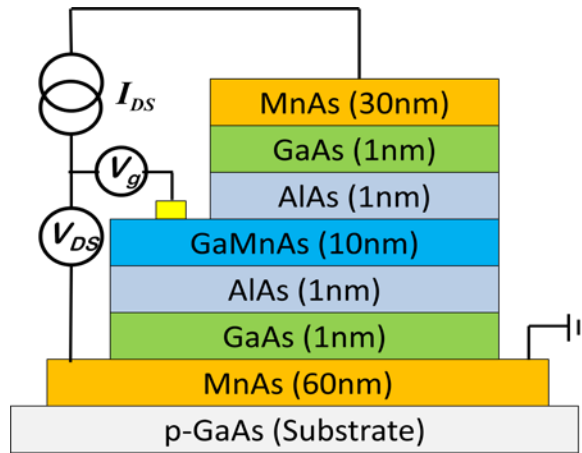 I_DS
V_g
V_DS
MnAs (30nm)
GaAs (1nm)
AlAs (1nm)
GaMnAs (10nm)
AlAs (1nm)
GaAs (1nm)
MnAs (60nm)
p-GaAs (Substrate)